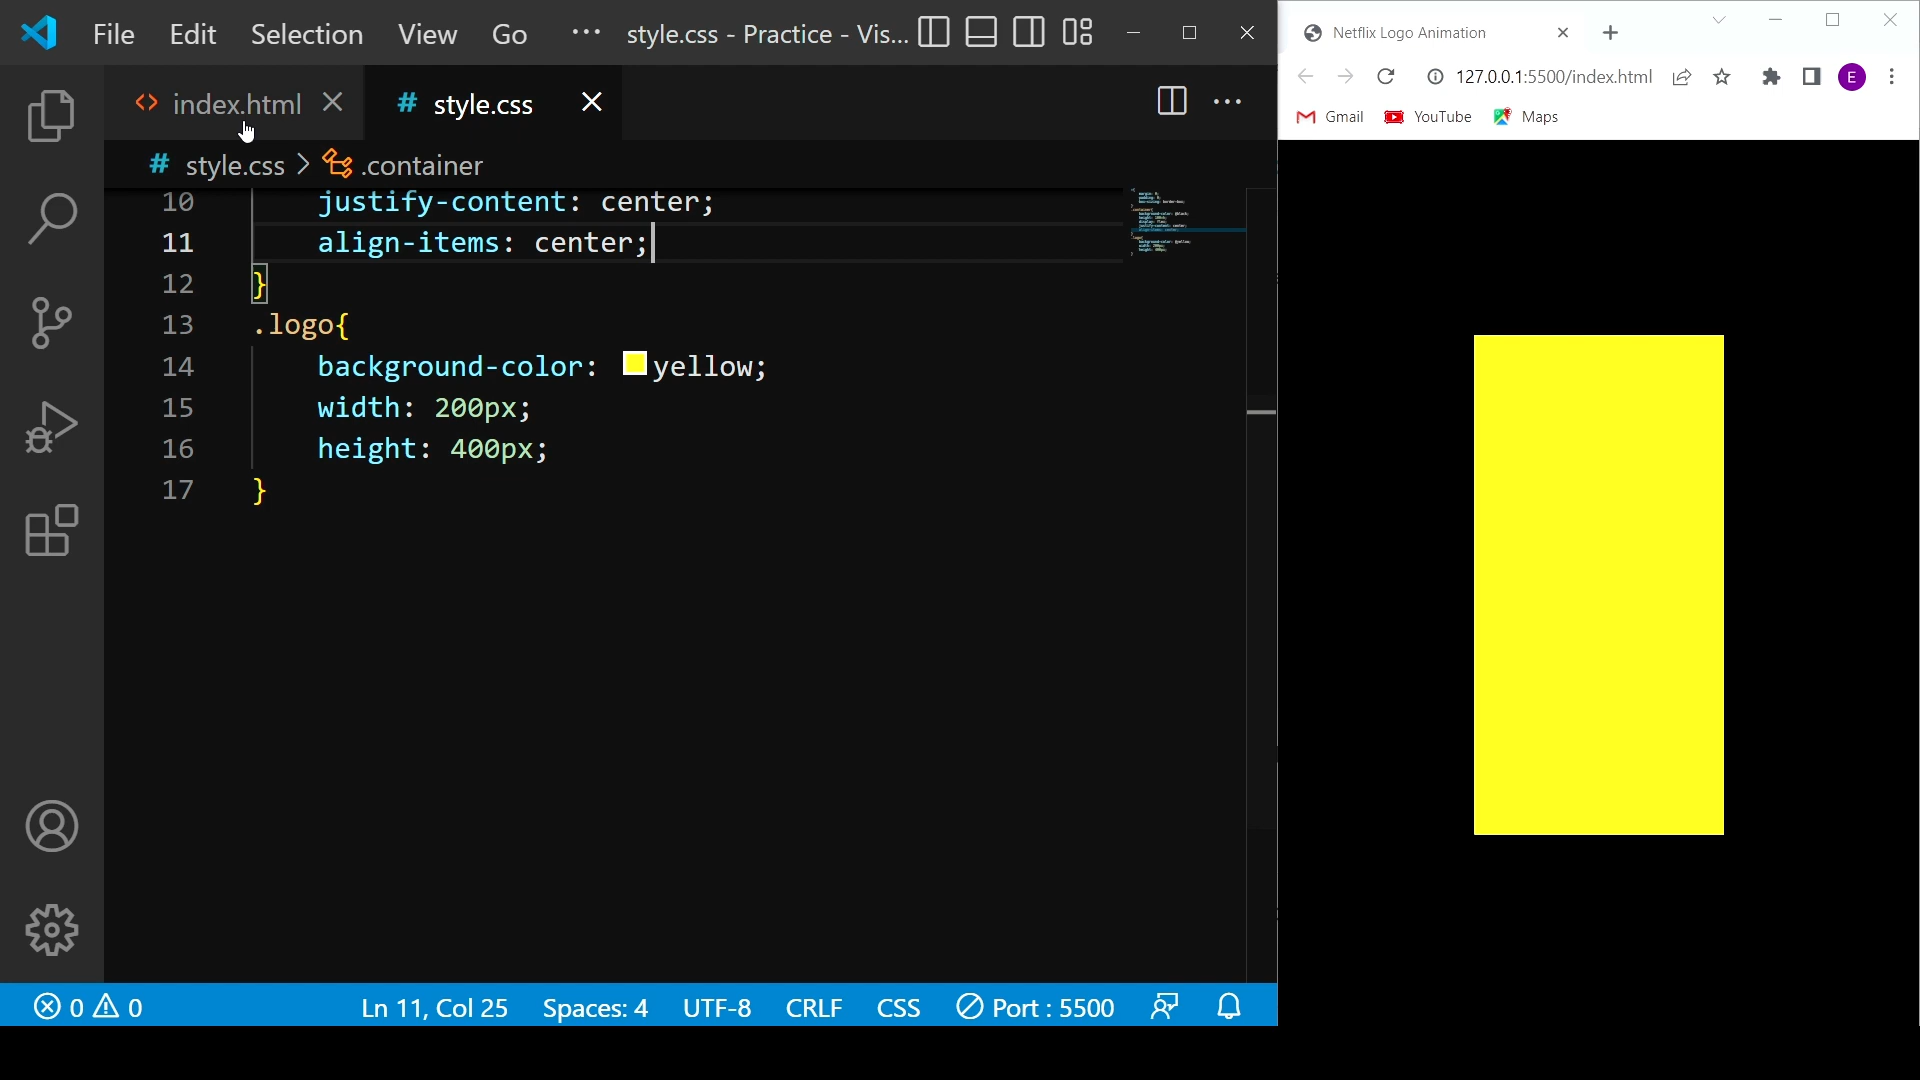 File Edit Selection View Go ··· style.css - Practice - Vis...
index.html style.css
# style.css > .container
10 justify-content: center;
11 align-items: center;
12 }
13 .logo{
14 background-color: yellow;
15 width: 200px;
16 height: 400px;
17 }
0 0 Ln 11, Col 25 Spaces: 4 UTF-8 CRLF CSS Port : 5500
Netflix Logo Animation
127.0.0.1:5500/index.html E
Gmail YouTube Maps